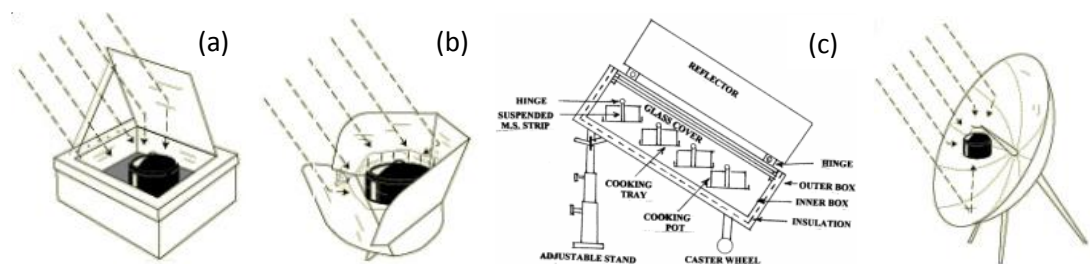 (a)
(b)
(c)
REFLECTOR
HINGE
SUSPENDED
M.S. STRIP
GLASS COVER
HINGE
COOKING
TRAY
OUTER BOX
INNER BOX
COOKING
POT
INSULATION
ADJUSTABLE STAND
CASTER WHEEL